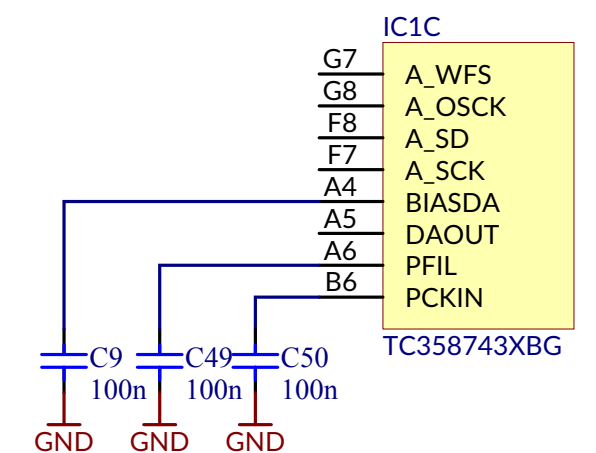 IC1C
G7 A_WFS
G8 A_OSCK
F8 A_SD
F7 A_SCK
A4 BIASDA
A5 DAOUT
A6 PFIL
B6 PCKIN
TC358743XBG
C9 C49 C50
100n 100n 100n
GND GND GND